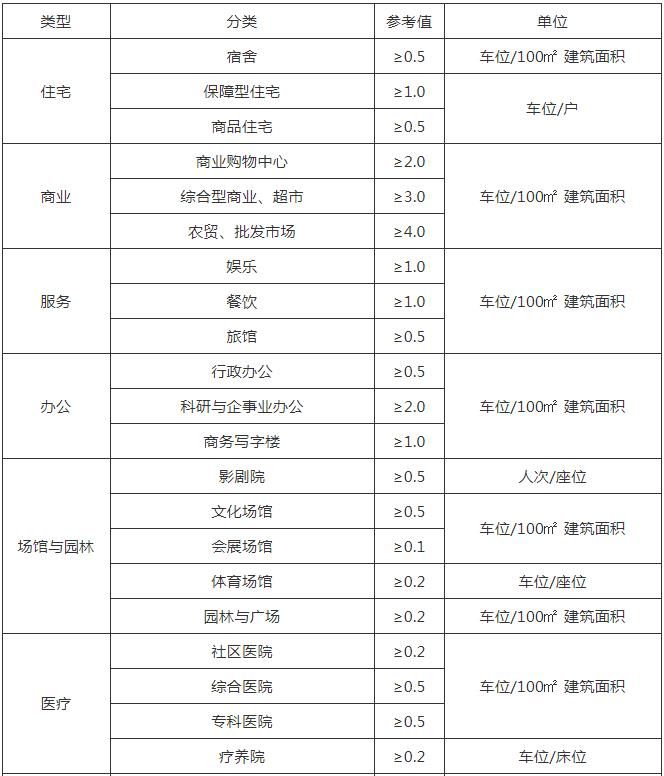 类型 分类 参考值 单位
住宅 宿舍 ≥0.5 车位/100㎡ 建筑面积
保障型住宅 ≥1.0 车位/户
商品住宅 ≥0.5
商业 商业购物中心 ≥2.0 车位/100㎡ 建筑面积
综合型商业、超市 ≥3.0
农贸、批发市场 ≥4.0
服务 娱乐 ≥1.0 车位/100㎡ 建筑面积
餐饮 ≥1.0
旅馆 ≥0.5
办公 行政办公 ≥0.5 车位/100㎡ 建筑面积
科研与企事业办公 ≥2.0
商务写字楼 ≥1.0
场馆与园林 影剧院 ≥0.5 人次/座位
文化场馆 ≥0.5 车位/100㎡ 建筑面积
会展场馆 ≥0.1
体育场馆 ≥0.2 车位/座位
园林与广场 ≥0.2 车位/100㎡ 建筑面积
医疗 社区医院 ≥0.2 车位/100㎡ 建筑面积
综合医院 ≥0.5
专科医院 ≥0.5
疗养院 ≥0.2 车位/床位